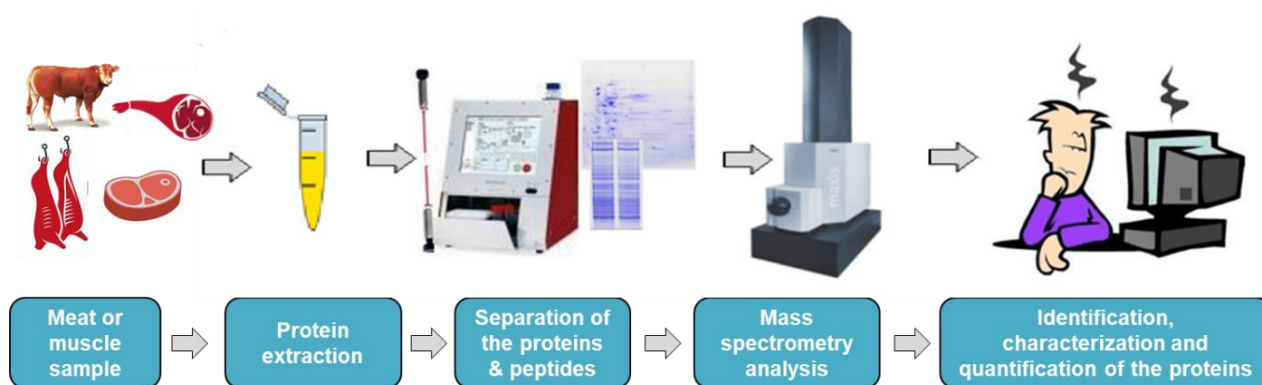 maxis
Meat or
muscle
sample
Protein
extraction
Separation of
the proteins
& peptides
Mass
spectrometry
analysis
Identification,
characterization and
quantification of the proteins